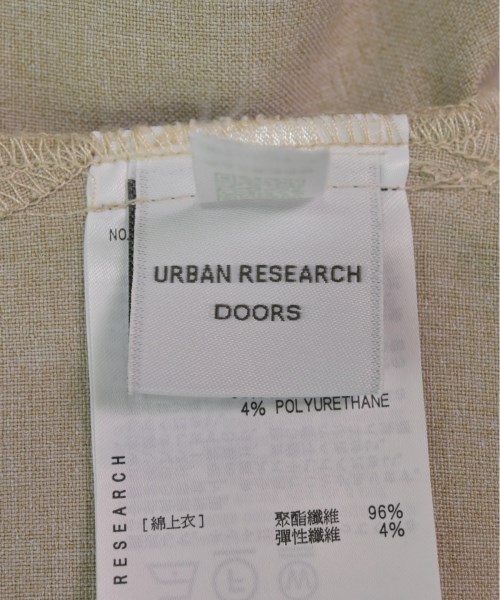 NO.
URBAN RESEARCH
DOORS
4% POLYURETHANE
RESEARCH
[綿上衣] 聚酯纖維 96%
彈性纖維 4%